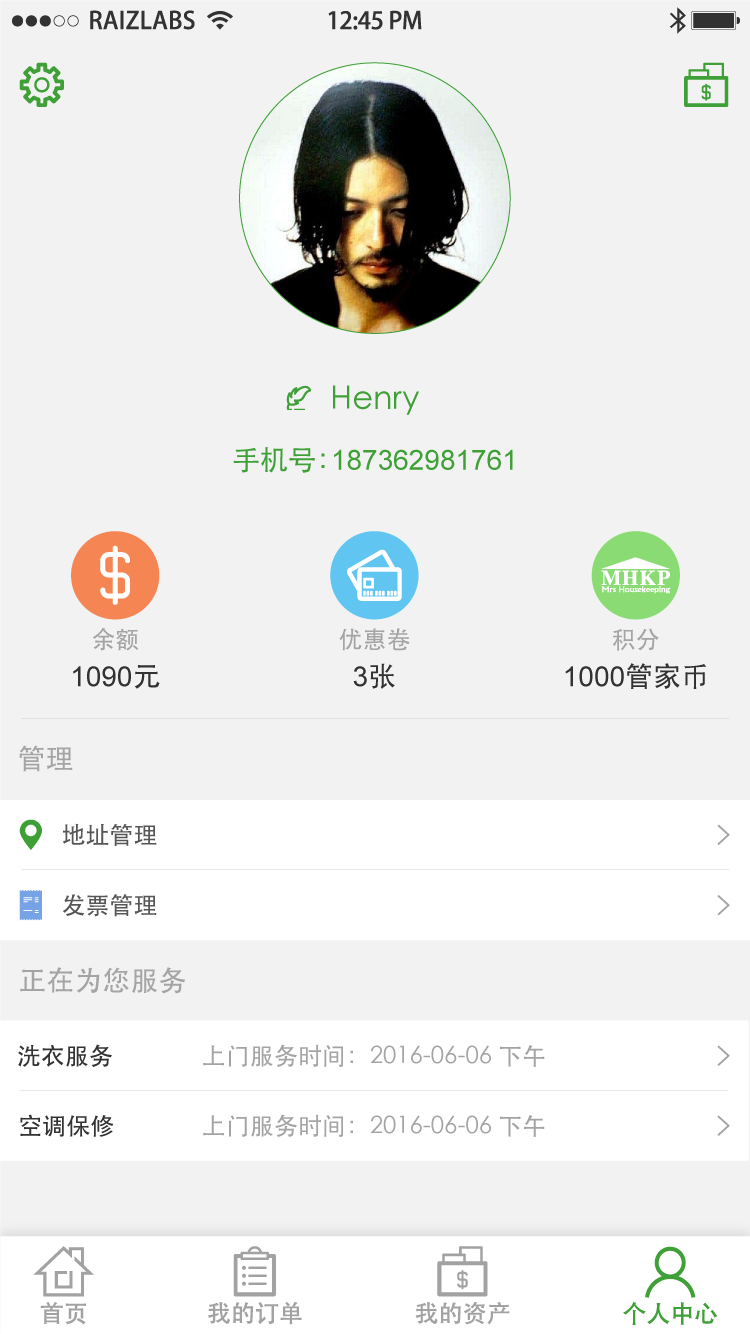 RAIZLABS 12:45 PM
Henry
手机号:187362981761
$ MHKP
Mrs Housekeeping
余额 优惠卷 积分
1090元 3张 1000管家币
管理
地址管理
发票管理
正在为您服务
洗衣服务 上门服务时间：2016-06-06 下午
空调保修 上门服务时间：2016-06-06 下午
首页 我的订单 我的资产 个人中心